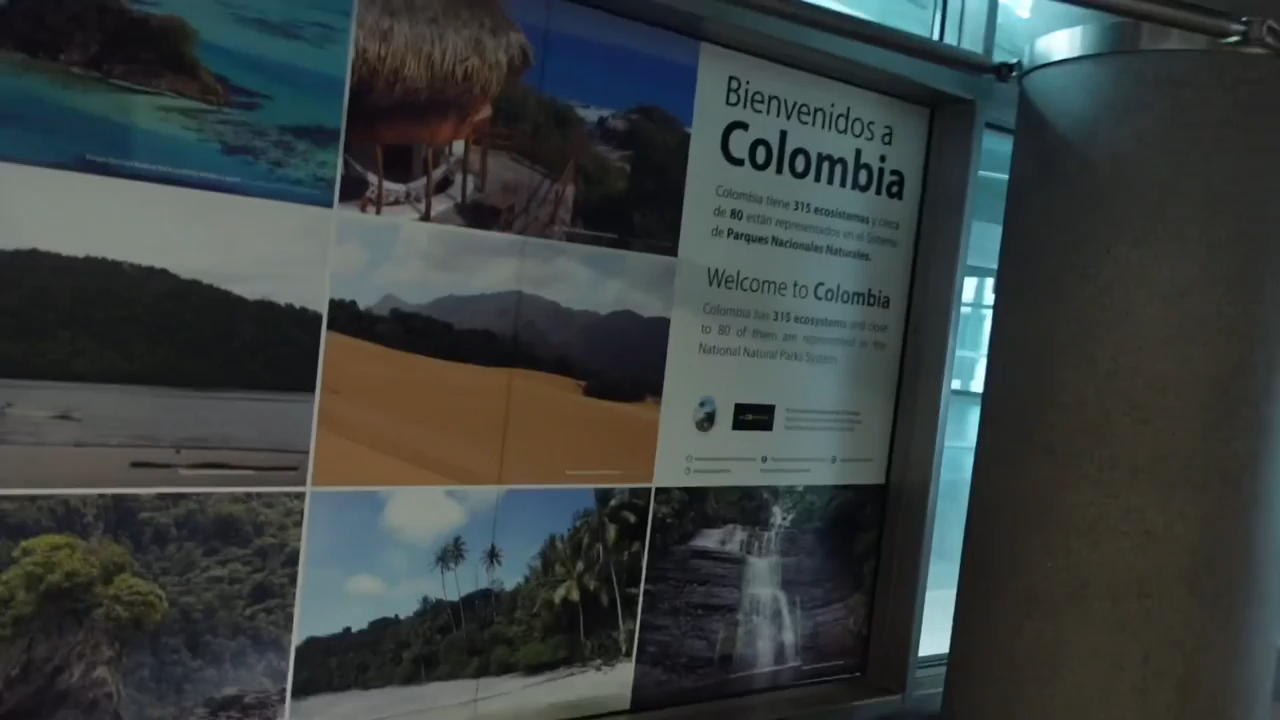 Bienvenidos a
Colombia
Colombia tiene 315 ecosistemas y cerca
de 80 están representados en el Sistema
de Parques Nacionales Naturales.
Welcome to Colombia
Colombia has 315 ecosystems and close
to 80 of them are represented in the
National Natural Parks System